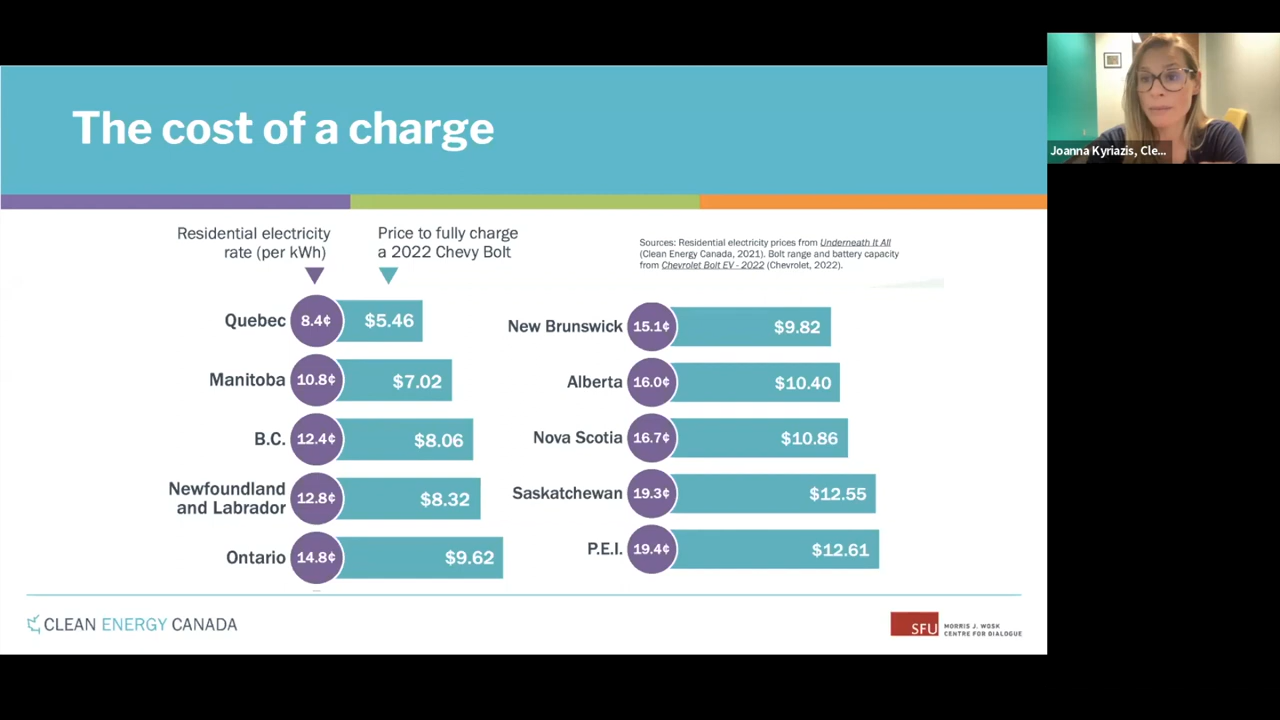 The cost of a charge
Joanna Kyriazis, Cle...
Residential electricity
rate (per kWh)
Price to fully charge
a 2022 Chevy Bolt
Sources: Residential electricity prices from Underneath It All
(Clean Energy Canada, 2021). Bolt range and battery capacity
from Chevrolet Bolt EV - 2022 (Chevrolet, 2022).
Quebec 8.4¢ $5.46
Manitoba 10.8¢ $7.02
B.C. 12.4¢ $8.06
Newfoundland
and Labrador 12.8¢ $8.32
Ontario 14.8¢ $9.62
New Brunswick 15.1¢ $9.82
Alberta 16.0¢ $10.40
Nova Scotia 16.7¢ $10.86
Saskatchewan 19.3¢ $12.55
P.E.I. 19.4¢ $12.61
CLEAN ENERGY CANADA
SFU
MORRIS J. WOSK
CENTRE FOR DIALOGUE